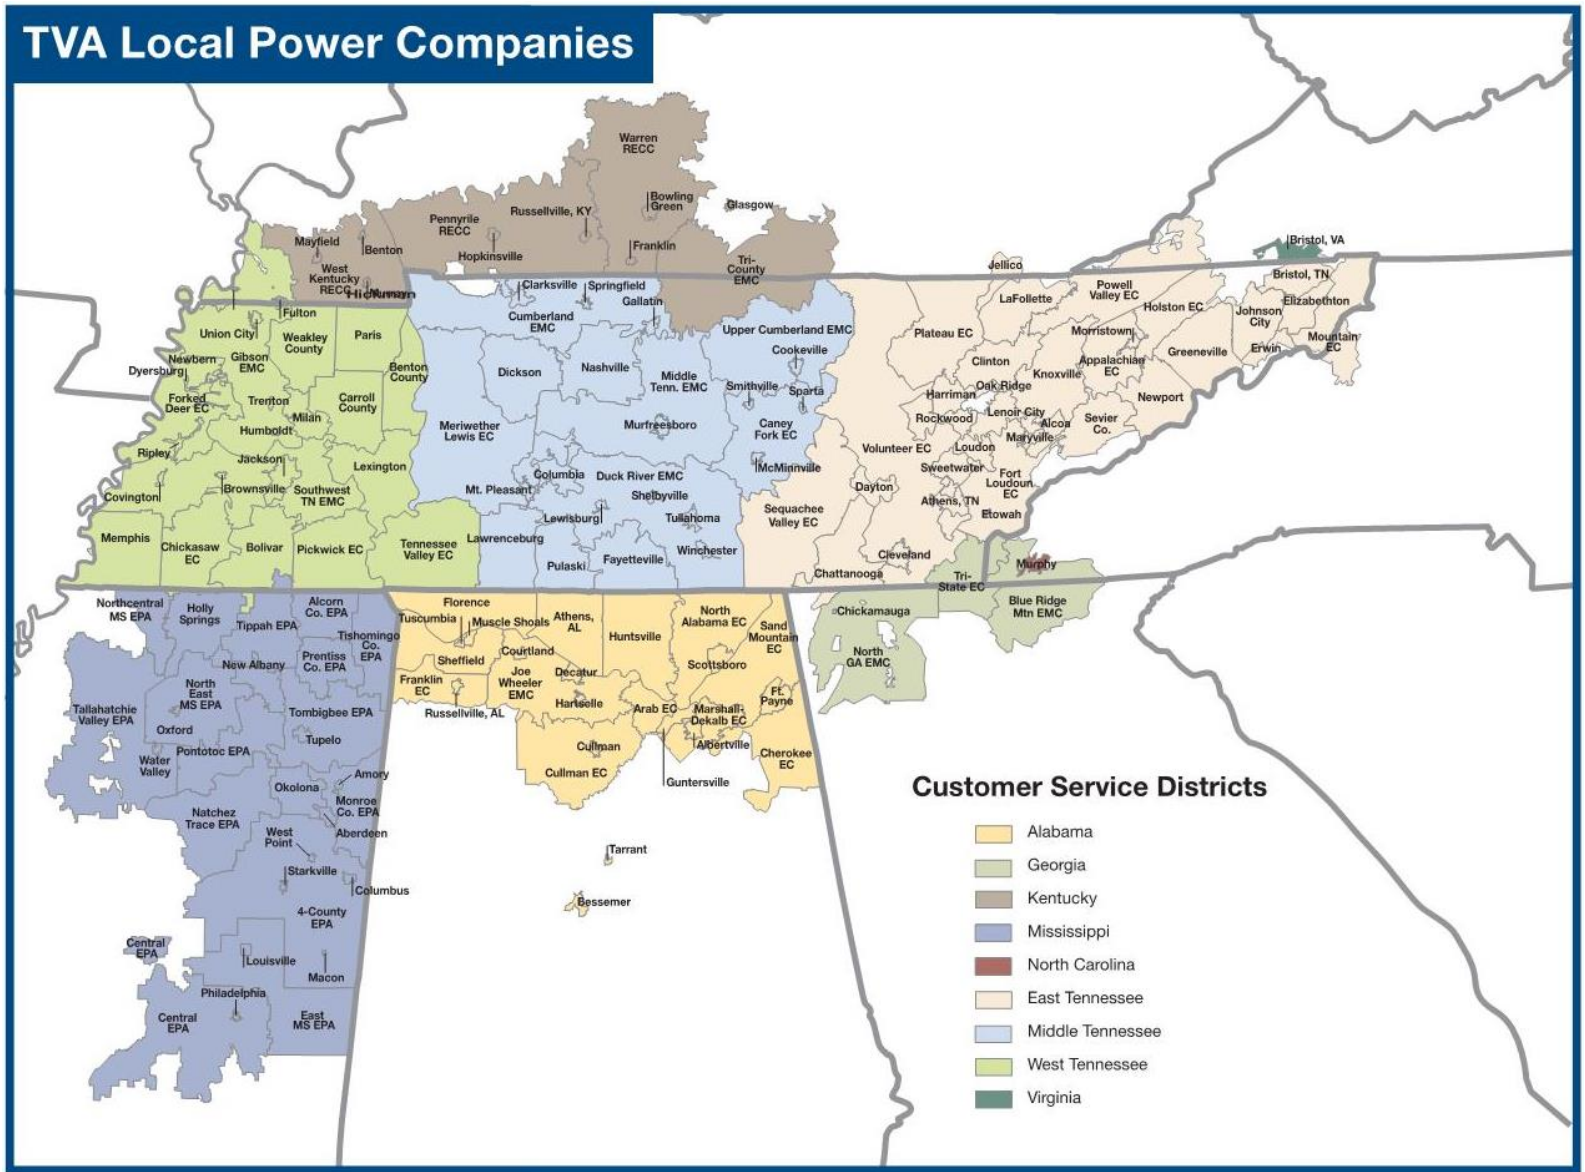 TVA Local Power Companies
Warren
RECC
Bowling
Green
Glasgow
Russellville, KY
Pennyrile
RECC
Hopkinsville
Franklin
Tri-
County
EMC
Mayfield
Benton
West
Kentucky
RECC
Hickman
Fulton
Union City
Weakley
County
Paris
Newbern
Dyersburg
Gibson
EMC
Benton
County
Forked
Deer EC
Trenton
Milan
Carroll
County
Humboldt
Ripley
Jackson
Lexington
Covington
Brownsville
Southwest
TN EMC
Memphis
Chickasaw
EC
Bolivar
Pickwick EC
Tennessee
Valley EC
Clarksville
Springfield
Gallatin
Cumberland
EMC
Upper Cumberland EMC
Cookeville
Dickson
Nashville
Middle
Tenn. EMC
Smithville
Sparta
Meriwether
Lewis EC
Murfreesboro
Caney
Fork EC
McMinnville
Columbia
Duck River EMC
Mt. Pleasant
Shelbyville
Lewisburg
Tullahoma
Lawrenceburg
Winchester
Fayetteville
Pulaski
Jellico
Bristol, VA
Bristol, TN
LaFollette
Powell
Valley EC
Holston EC
Elizabethton
Johnson
City
Plateau EC
Morristown
Mountain
EC
Erwin
Greeneville
Clinton
Appalachian
EC
Knoxville
Oak Ridge
Harriman
Newport
Rockwood
Lenoir City
Alcoa
Sevier
Co.
Maryville
Volunteer EC
Loudon
Sweetwater
Fort
Loudoun
EC
Dayton
Athens, TN
Etowah
Sequachee
Valley EC
Cleveland
Chattanooga
Murphy
Tri-
State EC
Blue Ridge
Mtn EMC
Chickamauga
North
GA EMC
Northcentral
MS EPA
Holly
Springs
Tippah EPA
Alcorn
Co. EPA
Tishomingo
Co.
EPA
Prentiss
Co. EPA
New Albany
North
East
MS EPA
Tallahatchie
Valley EPA
Tombigbee EPA
Oxford
Tupelo
Pontotoc EPA
Water
Valley
Amory
Okolona
Monroe
Co. EPA
Natchez
Trace EPA
Aberdeen
West
Point
Starkville
Columbus
4-County
EPA
Central
EPA
Louisville
Macon
Philadelphia
Central
EPA
East
MS EPA
Florence
Tuscumbia
Muscle Shoals
Athens,
AL
Huntsville
North
Alabama EC
Sand
Mountain
EC
Sheffield
Courtland
Scottsboro
Franklin
EC
Joe
Wheeler
EMC
Decatur
Hartselle
Ft.
Payne
Russellville, AL
Arab EC
Marshall-
Dekalb EC
Cullman
Albertville
Cherokee
EC
Cullman EC
Guntersville
Tarrant
Bessemer
Customer Service Districts
Alabama
Georgia
Kentucky
Mississippi
North Carolina
East Tennessee
Middle Tennessee
West Tennessee
Virginia